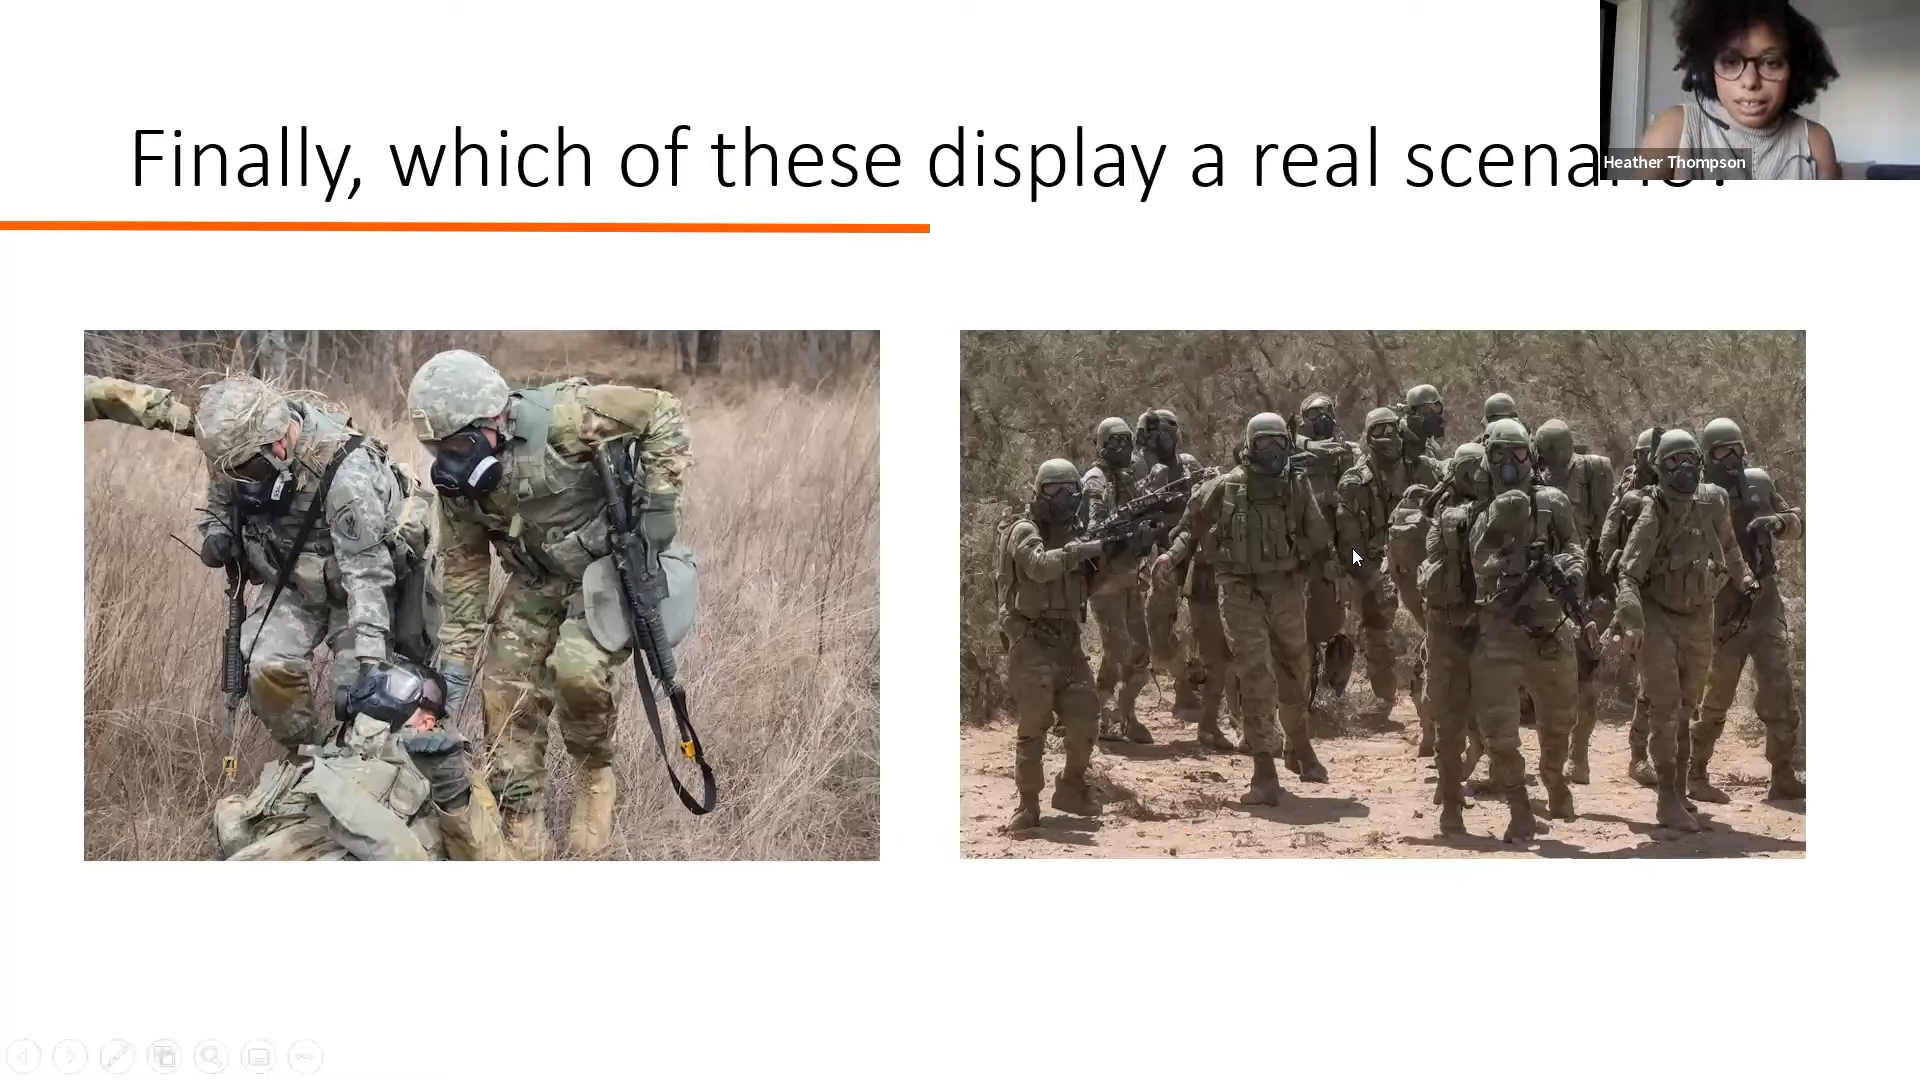 Finally, which of these display a real scenario?
Heather Thompson